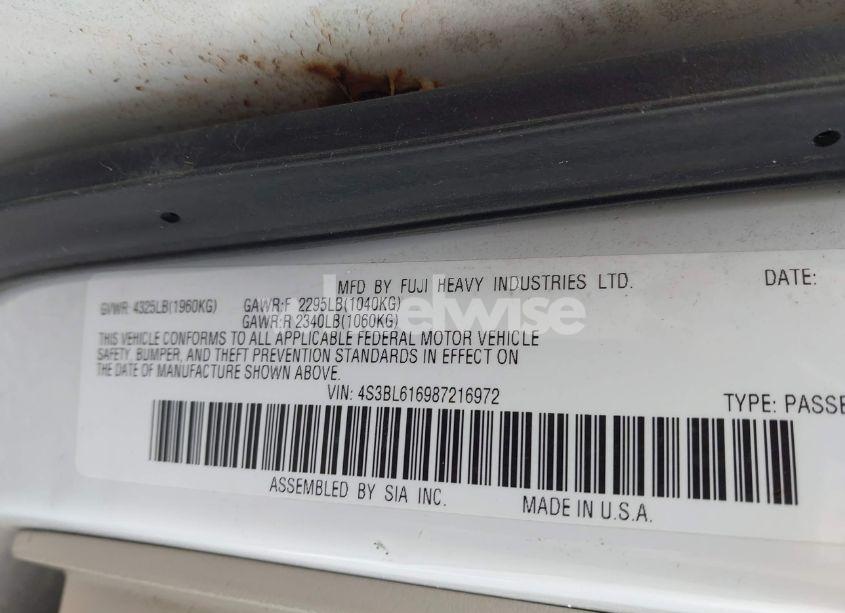 MFD BY FUJI HEAVY INDUSTRIES LTD. DATE:
GVWR: 4325LB(1960KG) GAWR:F 2295LB(1040KG)
GAWR:R 2340LB(1060KG)
THIS VEHICLE CONFORMS TO ALL APPLICABLE FEDERAL MOTOR VEHICLE
SAFETY, BUMPER, AND THEFT PREVENTION STANDARDS IN EFFECT ON
THE DATE OF MANUFACTURE SHOWN ABOVE.
VIN: 4S3BL616987216972
TYPE: PASSE
ASSEMBLED BY SIA INC.
MADE IN U.S.A.